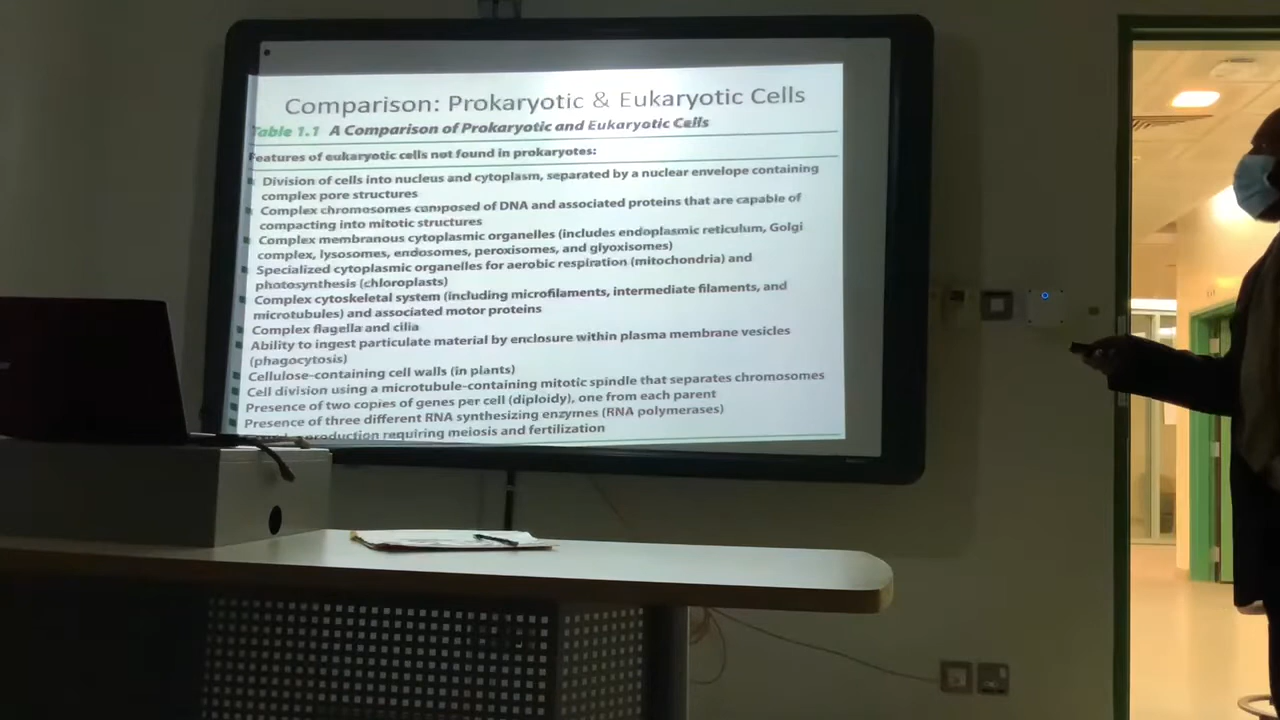 Comparison: Prokaryotic & Eukaryotic Cells
Table 1.1 A Comparison of Prokaryotic and Eukaryotic Cells
Features of eukaryotic cells not found in prokaryotes:
Division of cells into nucleus and cytoplasm, separated by a nuclear envelope containing
complex pore structures
Complex chromosomes composed of DNA and associated proteins that are capable of
compacting into mitotic structures
Complex membranous cytoplasmic organelles (includes endoplasmic reticulum, Golgi
complex, lysosomes, endosomes, peroxisomes, and glyoxisomes)
Specialized cytoplasmic organelles for aerobic respiration (mitochondria) and
photosynthesis (chloroplasts)
Complex cytoskeletal system (including microfilaments, intermediate filaments, and
microtubules) and associated motor proteins
Complex flagella and cilia
Ability to ingest particulate material by enclosure within plasma membrane vesicles
(phagocytosis)
Cellulose-containing cell walls (in plants)
Cell division using a microtubule-containing mitotic spindle that separates chromosomes
Presence of two copies of genes per cell (diploidy), one from each parent
Presence of three different RNA synthesizing enzymes (RNA polymerases)
requiring meiosis and fertilization